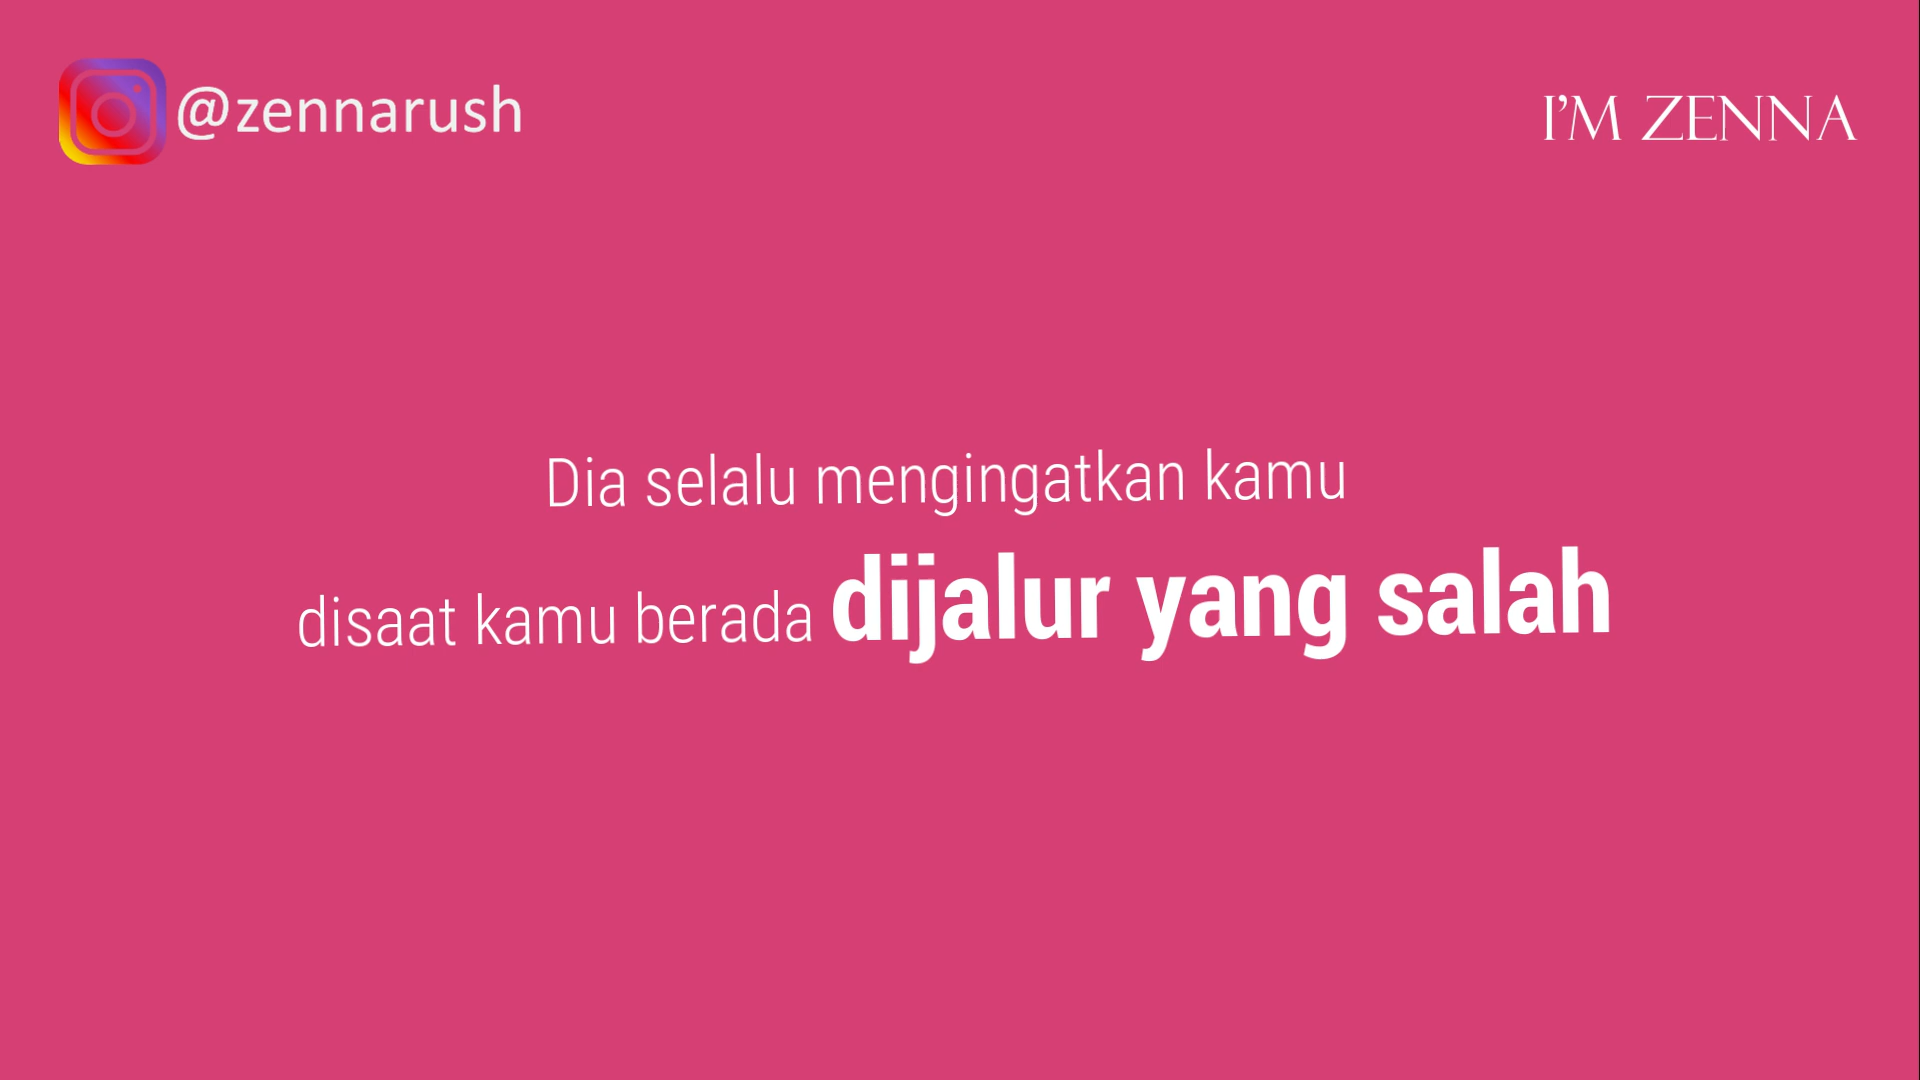 @zennarush
I'M ZENNA
Dia selalu mengingatkan kamu
disaat kamu berada dijalur yang salah